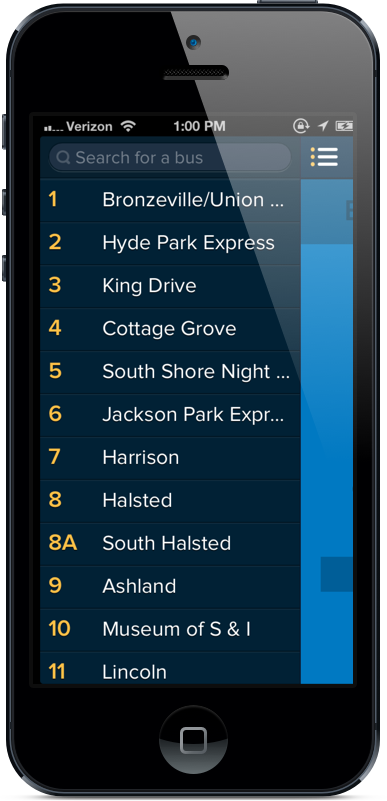 Verizon 1:00 PM
Search for a bus
1 Bronzeville/Union ...
2 Hyde Park Express
3 King Drive
4 Cottage Grove
5 South Shore Night ...
6 Jackson Park Expr...
7 Harrison
8 Halsted
8A South Halsted
9 Ashland
10 Museum of S & I
11 Lincoln